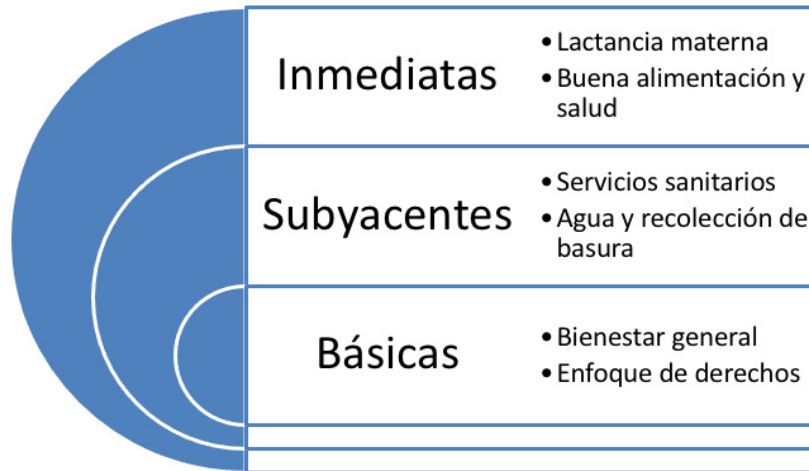 Inmediatas
• Lactancia materna
• Buena alimentación y
salud
Subyacentes
• Servicios sanitarios
• Agua y recolección de
basura
Básicas
• Bienestar general
• Enfoque de derechos